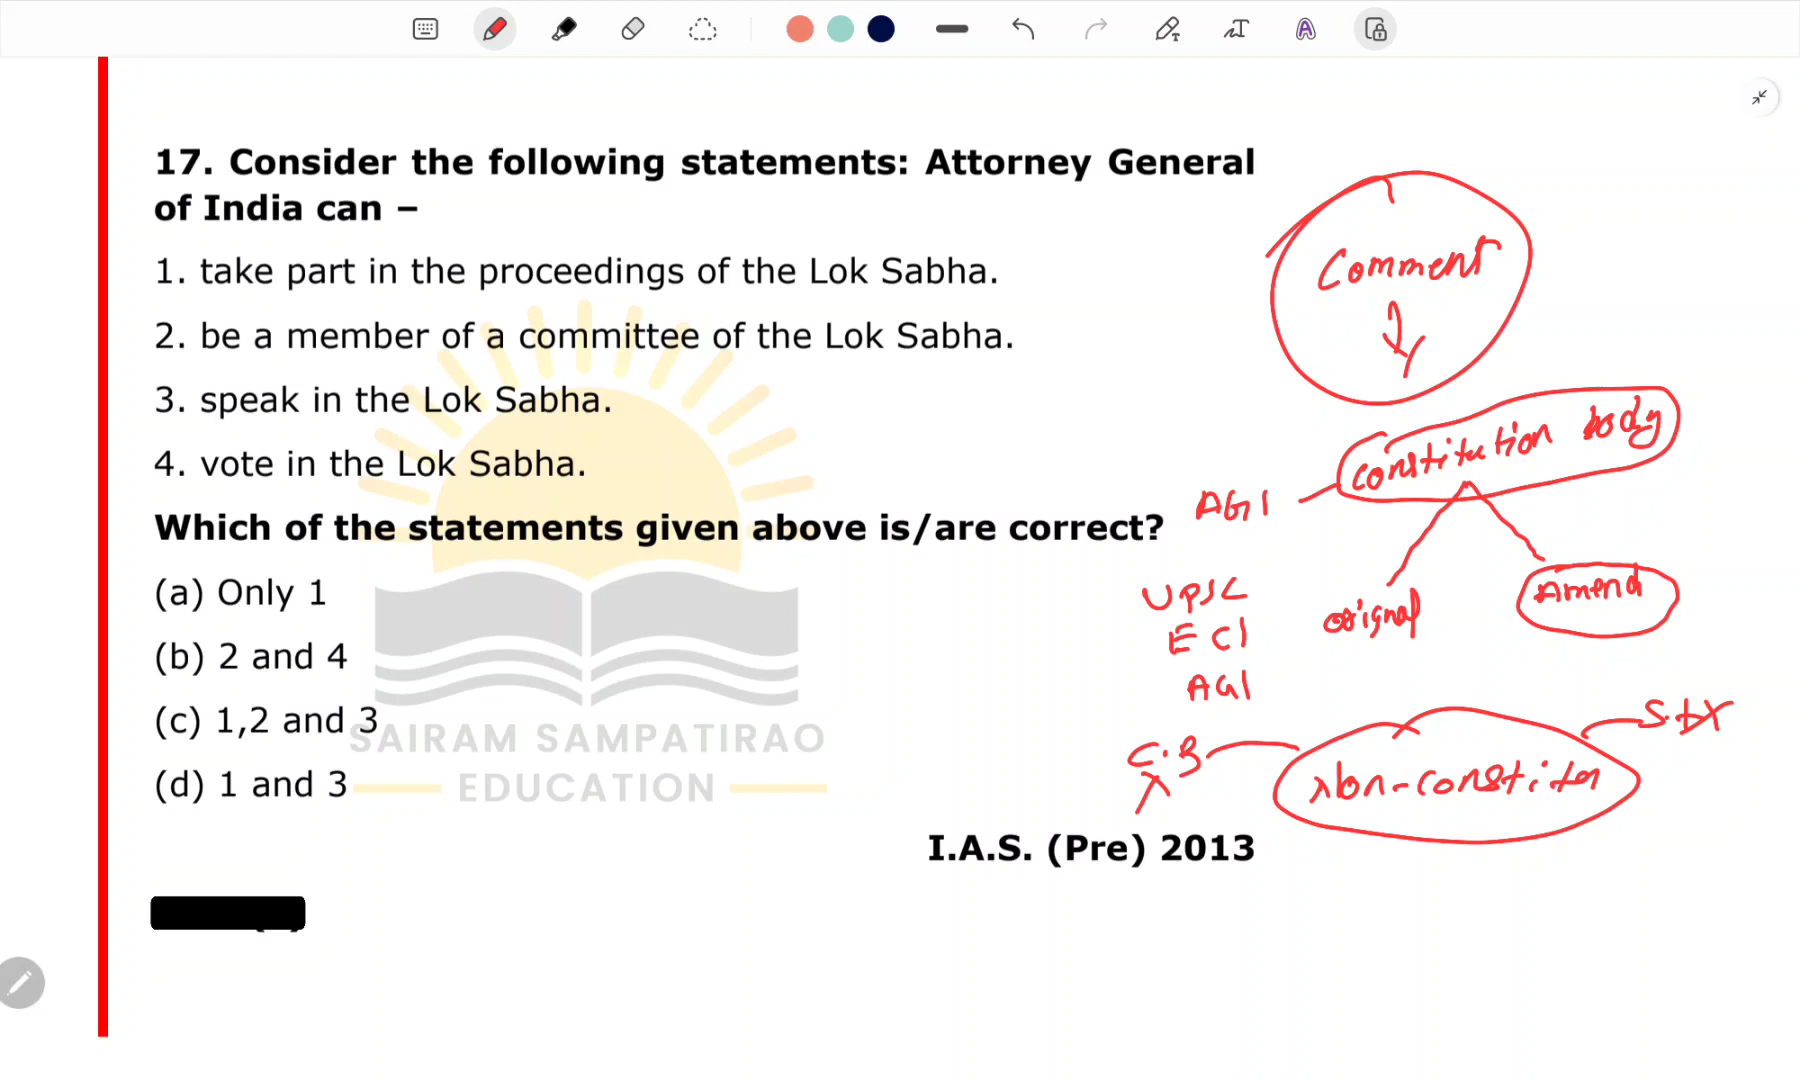 17. Consider the following statements: Attorney General
of India can –
1. take part in the proceedings of the Lok Sabha.
2. be a member of a committee of the Lok Sabha.
3. speak in the Lok Sabha.
4. vote in the Lok Sabha.
Which of the statements given above is/are correct?
(a) Only 1
(b) 2 and 4
(c) 1,2 and 3
(d) 1 and 3
SAIRAM SAMPATIRAO
EDUCATION
I.A.S. (Pre) 2013
Comment
constitution body
AGI
UPSC
ECI
AGI
orignal
Amend
C.B
Non-constitu